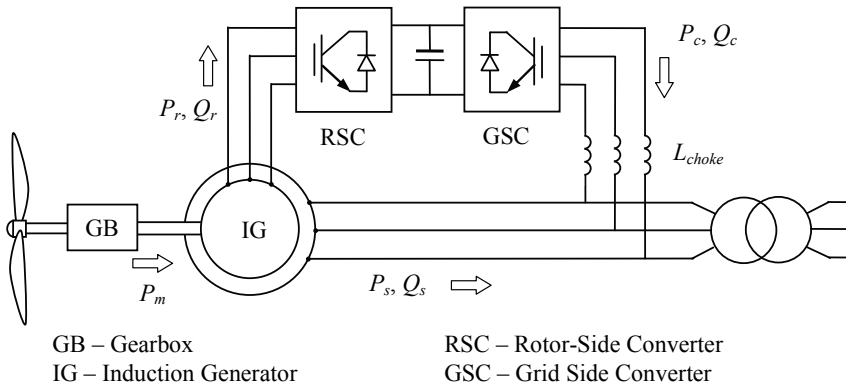 P_c, Q_c
P_r, Q_r
RSC
GSC
L_choke
GB
IG
P_m
P_s, Q_s
GB – Gearbox
RSC – Rotor-Side Converter
IG – Induction Generator
GSC – Grid Side Converter